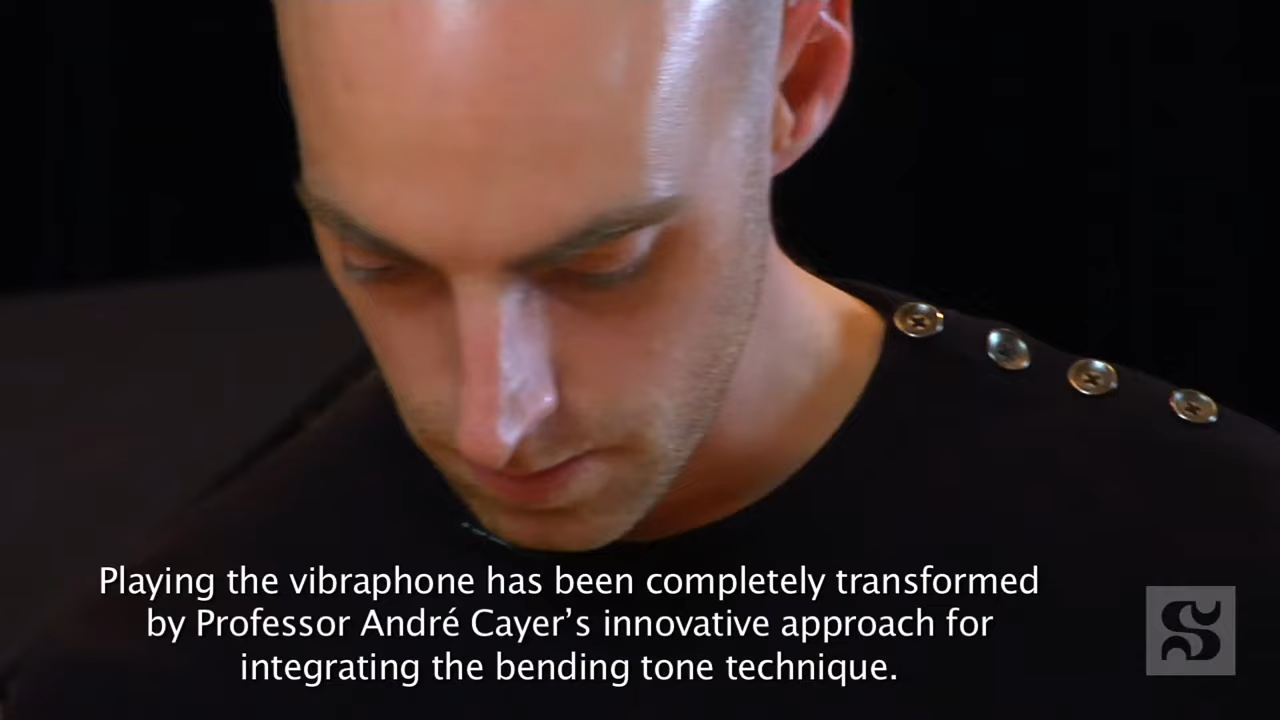 Playing the vibraphone has been completely transformed
by Professor André Cayer’s innovative approach for
integrating the bending tone technique.
S